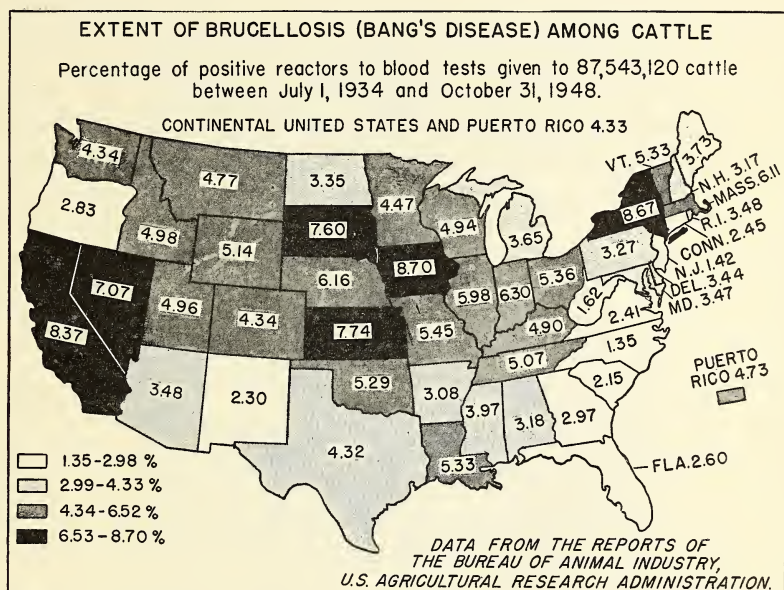 EXTENT OF BRUCELLOSIS (BANG'S DISEASE) AMONG CATTLE
Percentage of positive reactors to blood tests given to 87,543,120 cattle
between July 1, 1934 and October 31, 1948.
CONTINENTAL UNITED STATES AND PUERTO RICO 4.33
4.34
4.77
3.35
4.47
VT. 5.33
3.73
N.H. 3.17
MASS. 6.11
R.I. 3.48
CONN. 2.45
N.J. 1.42
DEL. 3.44
MD. 3.47
2.83
4.98
5.14
7.60
4.94
3.65
8.67
3.27
8.37
7.07
4.96
4.34
6.16
8.70
5.98
6.30
5.36
1.62
2.41
7.74
5.45
4.90
1.35
3.48
2.30
5.29
3.08
5.07
2.15
4.32
5.33
3.97
3.18
2.97
FLA. 2.60
PUERTO
RICO 4.73
1.35-2.98 %
2.99-4.33 %
4.34-6.52 %
6.53-8.70 %
DATA FROM THE REPORTS OF
THE BUREAU OF ANIMAL INDUSTRY,
U.S. AGRICULTURAL RESEARCH ADMINISTRATION.